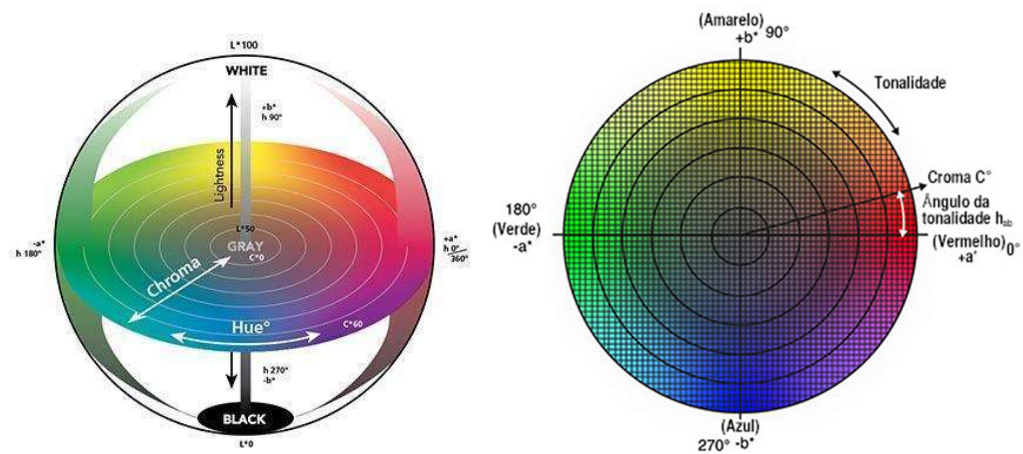 L*100
WHITE
+b*
h 90°
Lightness
L*50
GRAY
C*0
-a*
h 180°
+a*
h 0°
360°
Chroma
Hue°
C*60
h 270°
-b*
BLACK
L*0
(Amarelo)
+b* 90°
Tonalidade
Croma C°
Ângulo da
tonalidade hab
(Vermelho) 0°
+a*
180°
(Verde)
-a*
(Azul)
270° -b*